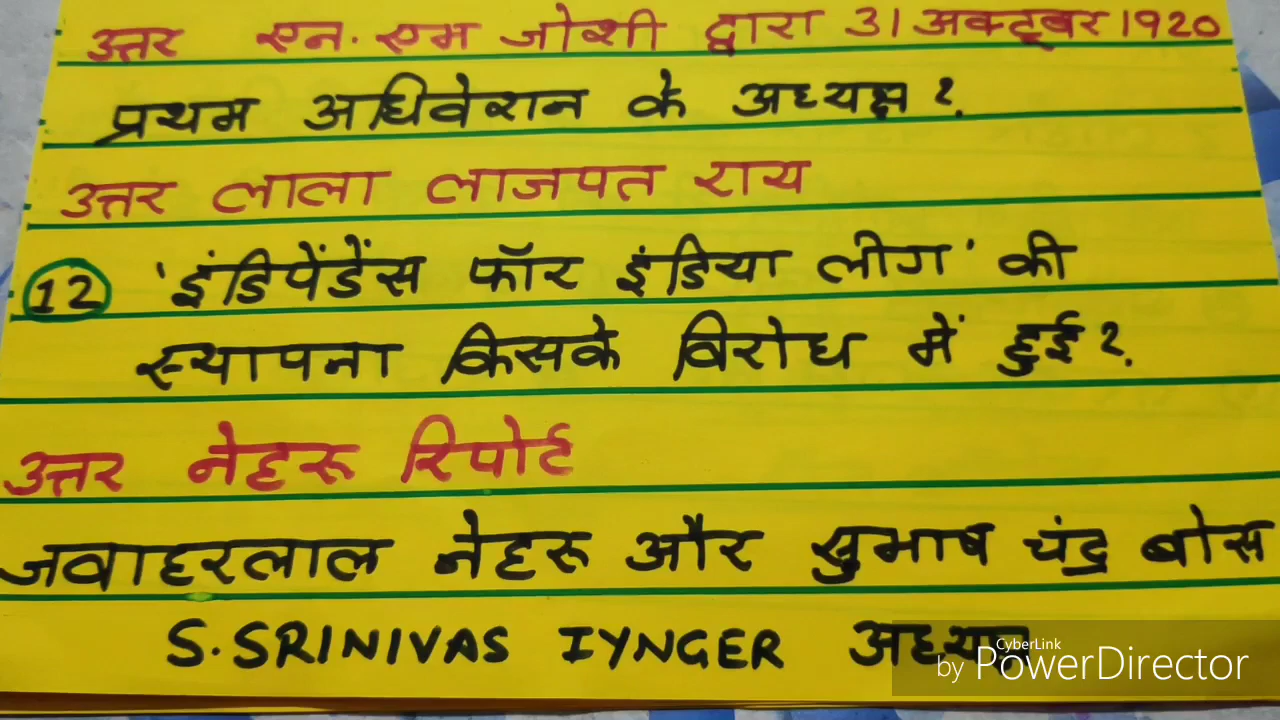 उत्तर एन. एम जोशी द्वारा 31 अक्टूबर 1920
प्रथम अधिवेशन के अध्यक्ष ?
उत्तर लाला लाजपत राय
12 'इंडिपेंडेंस फॉर इंडिया लीग' की
स्थापना किसके विरोध में हुई ?
उत्तर नेहरू रिपोर्ट
जवाहरलाल नेहरू और सुभाष चंद्र बोस
S. SRINIVAS IYNGER अध्यक्ष
by CyberLink PowerDirector